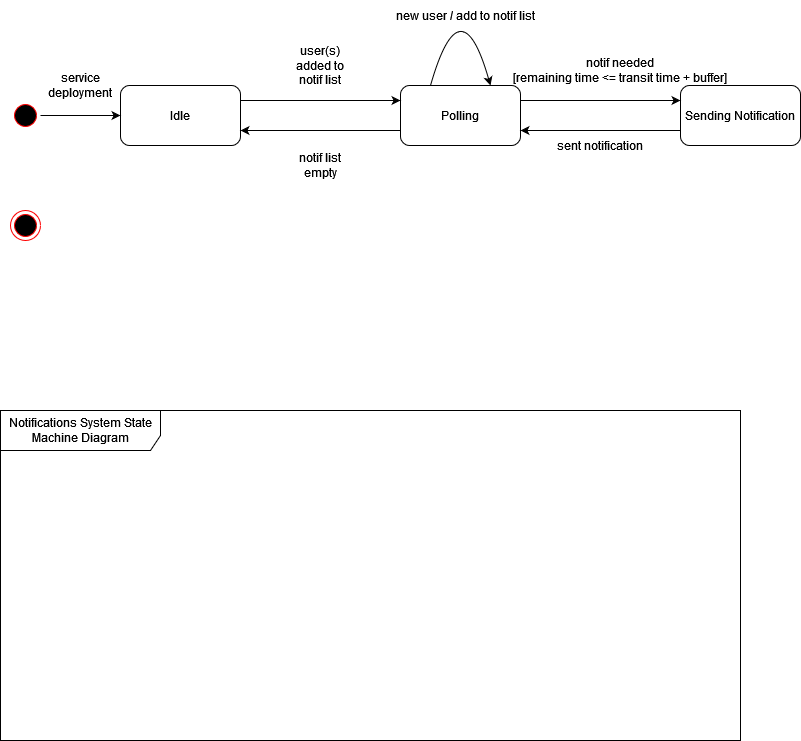 new user / add to notif list
user(s)
added to
notif list
notif needed
[remaining time <= transit time + buffer]
service
deployment
Idle
Polling
Sending Notification
sent notification
notif list
empty
Notifications System State
Machine Diagram